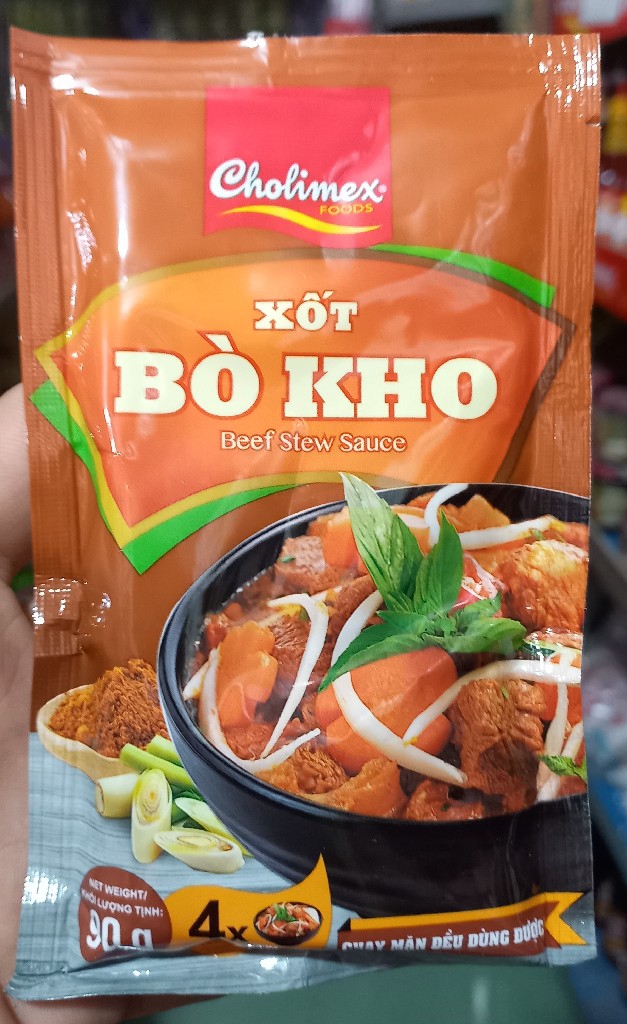 Cholimex
FOODS
XỐT
BÒ KHO
Beef Stew Sauce
NET WEIGHT/
KHỐI LƯỢNG TỊNH:
90 g
4x
CHAY MẶN ĐỀU DÙNG ĐƯỢC